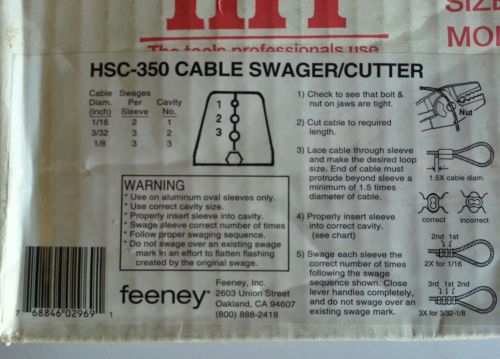 HIT
The tools professionals use
SIZE
MO
HSC-350 CABLE SWAGER/CUTTER
Cable Diam. (inch) Swages Per Sleeve Cavity No.
1/16 2 1
3/32 3 2
1/8 3 3
1
2
3
WARNING
* Use on aluminum oval sleeves only.
* Use correct cavity size.
* Properly insert sleeve into cavity.
* Swage sleeve correct number of times
* Follow proper swaging sequence.
* Do not swage over an existing swage
mark in an effort to flatten flashing
created by the original swage.
1) Check to see that bolt &
nut on jaws are tight.
2) Cut cable to required
length.
3) Lace cable through sleeve
and make the desired loop
size. End of cable must
protrude beyond sleeve a
minimum of 1.5 times
diameter of cable.
4) Properly insert sleeve
into correct cavity.
(see chart)
5) Swage each sleeve the
correct number of times
following the swage
sequence shown. Close
lever handles completely,
and do not swage over an
existing swage mark.
Nut
1.5X cable diam.
correct incorrect
2nd 1st
2X for 1/16
3rd 1st 2nd
3X for 3/32-1/8
feeney
Feeney, Inc.
2603 Union Street
Oakland, CA 94607
(800) 888-2418
7 68846 02969 1